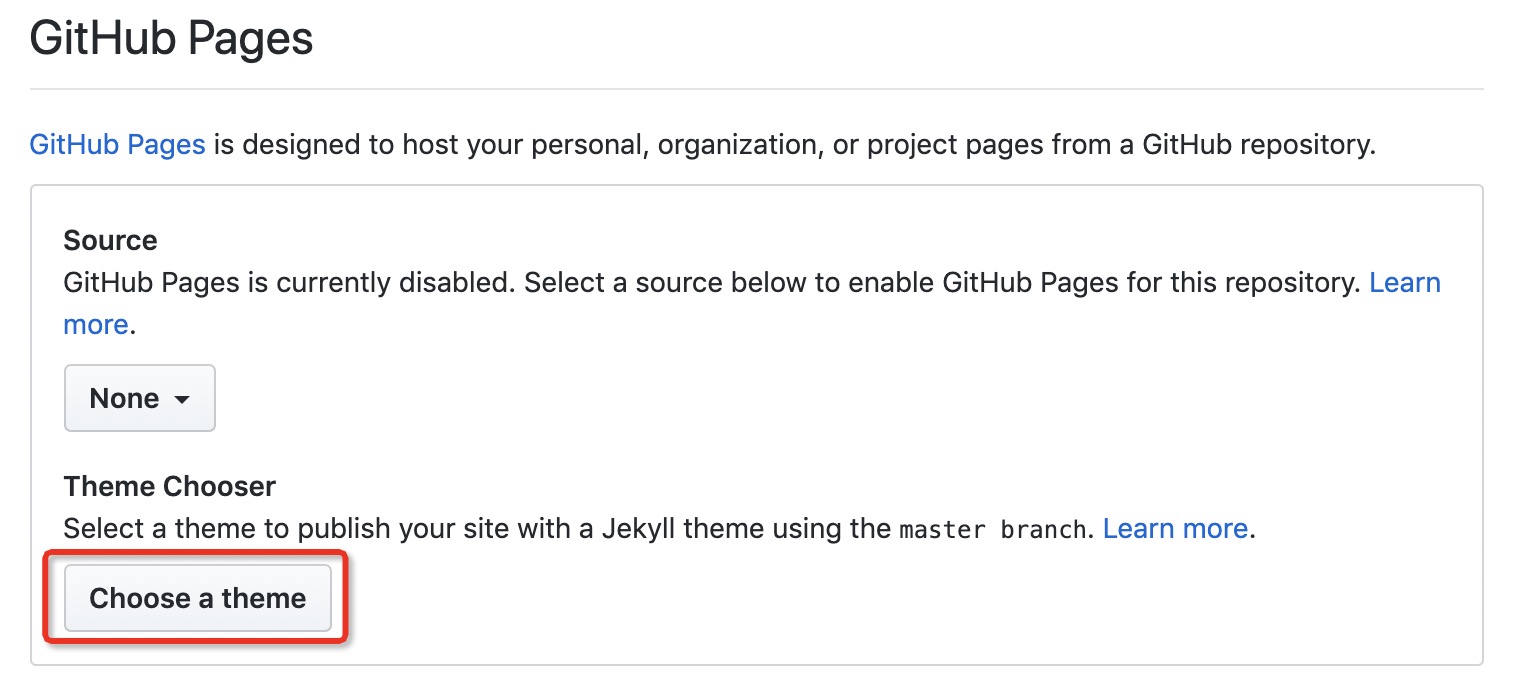 GitHub Pages
GitHub Pages is designed to host your personal, organization, or project pages from a GitHub repository.
Source
GitHub Pages is currently disabled. Select a source below to enable GitHub Pages for this repository. Learn
more.
None
Theme Chooser
Select a theme to publish your site with a Jekyll theme using the master branch. Learn more.
Choose a theme